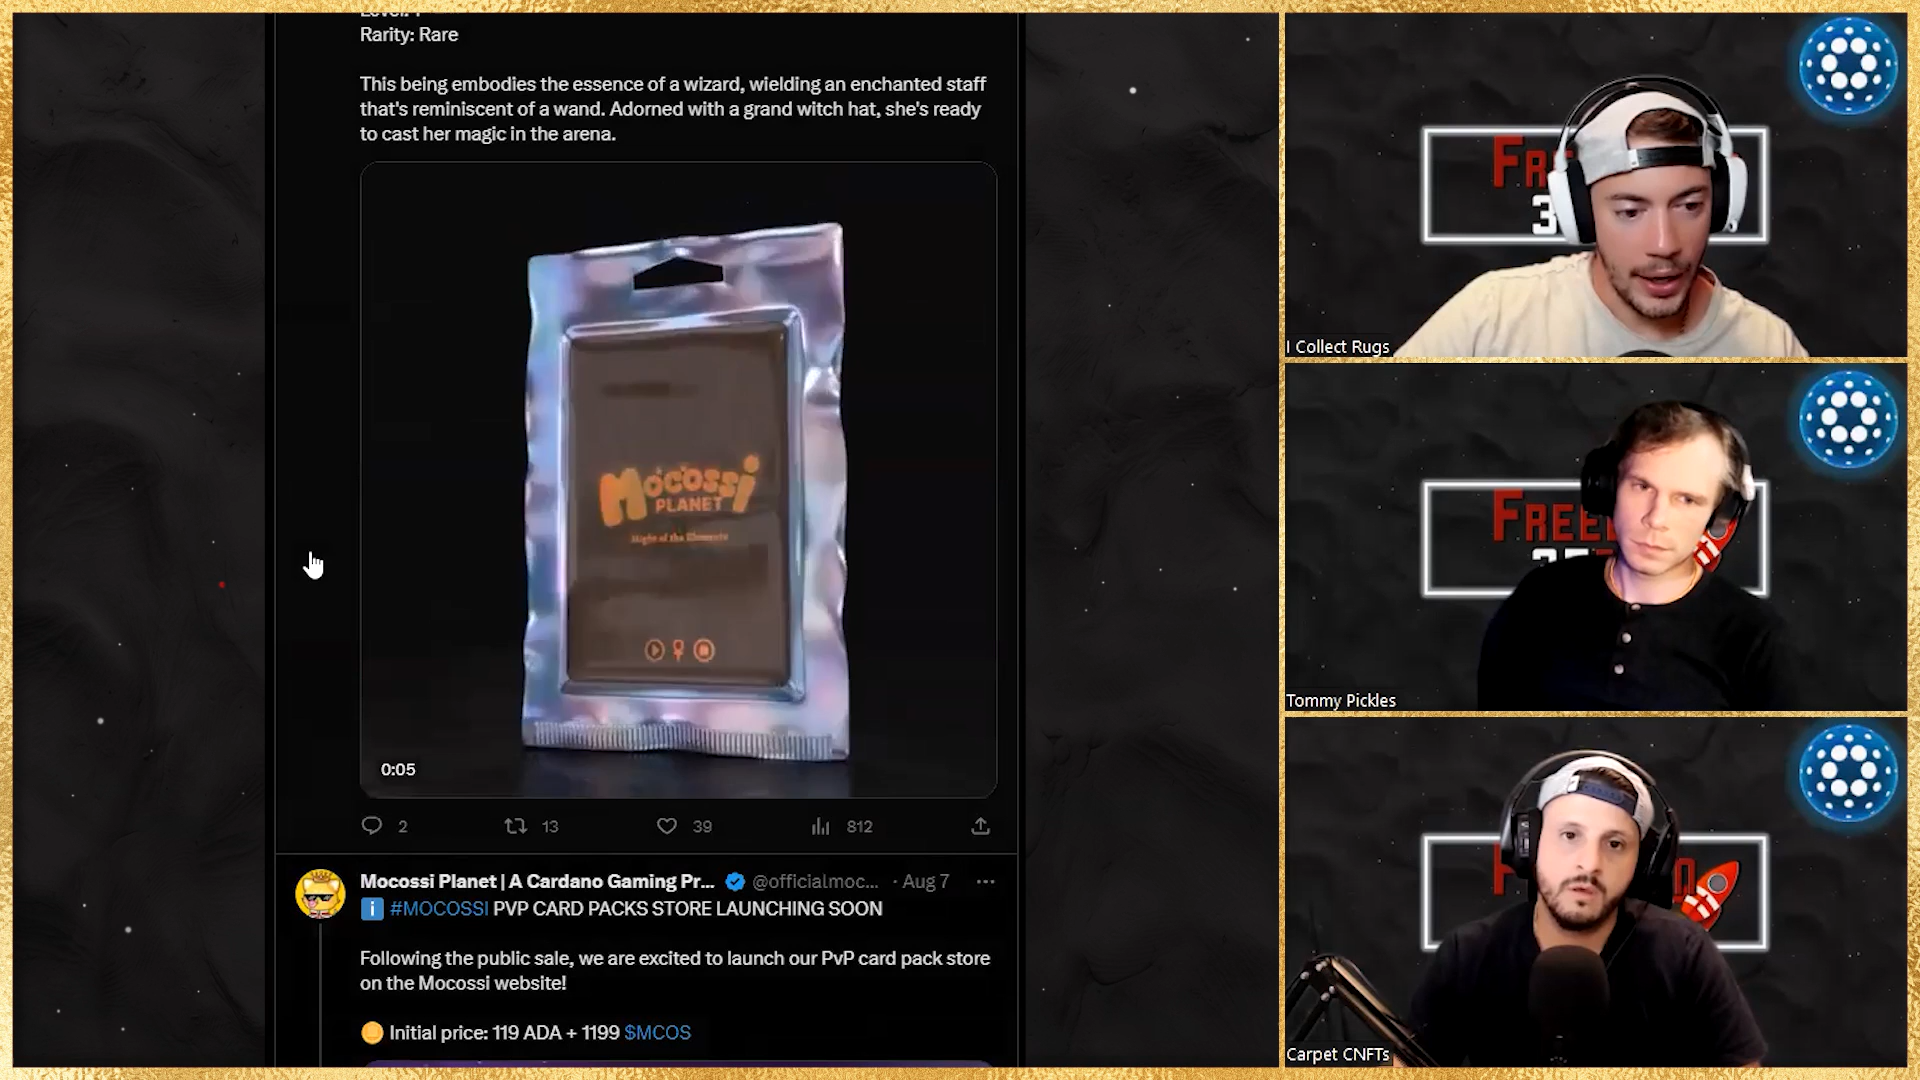 Rarity: Rare
This being embodies the essence of a wizard, wielding an enchanted staff
that's reminiscent of a wand. Adorned with a grand witch hat, she's ready
to cast her magic in the arena.
MOCOSSI
PLANET
Might of the Elements
0:05
2
13
39
812
Mocossi Planet | A Cardano Gaming Pr... @officialmoc... · Aug 7
#MOCOSSI PVP CARD PACKS STORE LAUNCHING SOON
Following the public sale, we are excited to launch our PvP card pack store
on the Mocossi website!
Initial price: 119 ADA + 1199 $MCOS
I Collect Rugs
Tommy Pickles
Carpet CNFTs